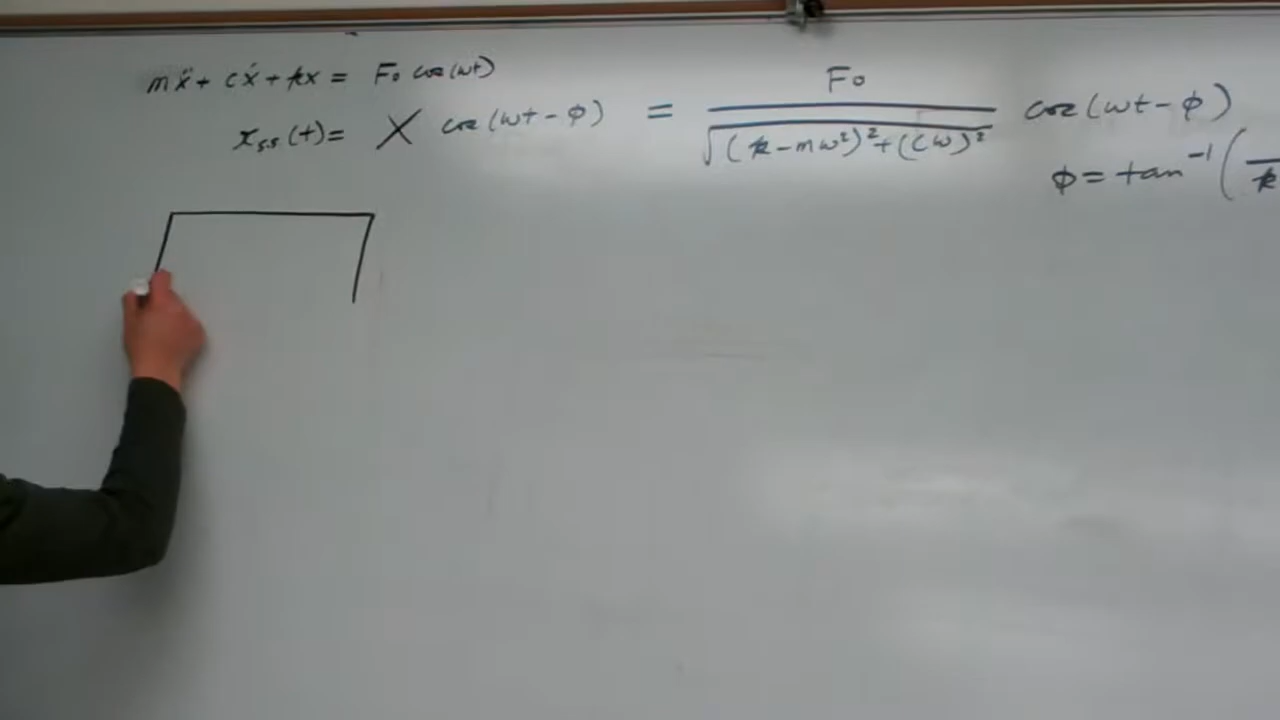 mẍ + cẋ + kx = F₀ cos(ωt)
x_ss(t) = X cos(ωt - φ) = F₀ / √((k - mω²)² + (cω)²) cos(ωt - φ)
φ = tan⁻¹( / k